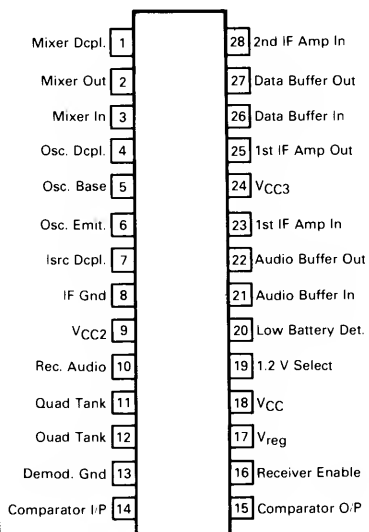 Mixer Dcpl. 1 28 2nd IF Amp In
Mixer Out 2 27 Data Buffer Out
Mixer In 3 26 Data Buffer In
Osc. Dcpl. 4 25 1st IF Amp Out
Osc. Base 5 24 VCC3
Osc. Emit. 6 23 1st IF Amp In
Isrc Dcpl. 7 22 Audio Buffer Out
IF Gnd 8 21 Audio Buffer In
VCC2 9 20 Low Battery Det.
Rec. Audio 10 19 1.2 V Select
Quad Tank 11 18 VCC
Quad Tank 12 17 Vreg
Demod. Gnd 13 16 Receiver Enable
Comparator I/P 14 15 Comparator O/P